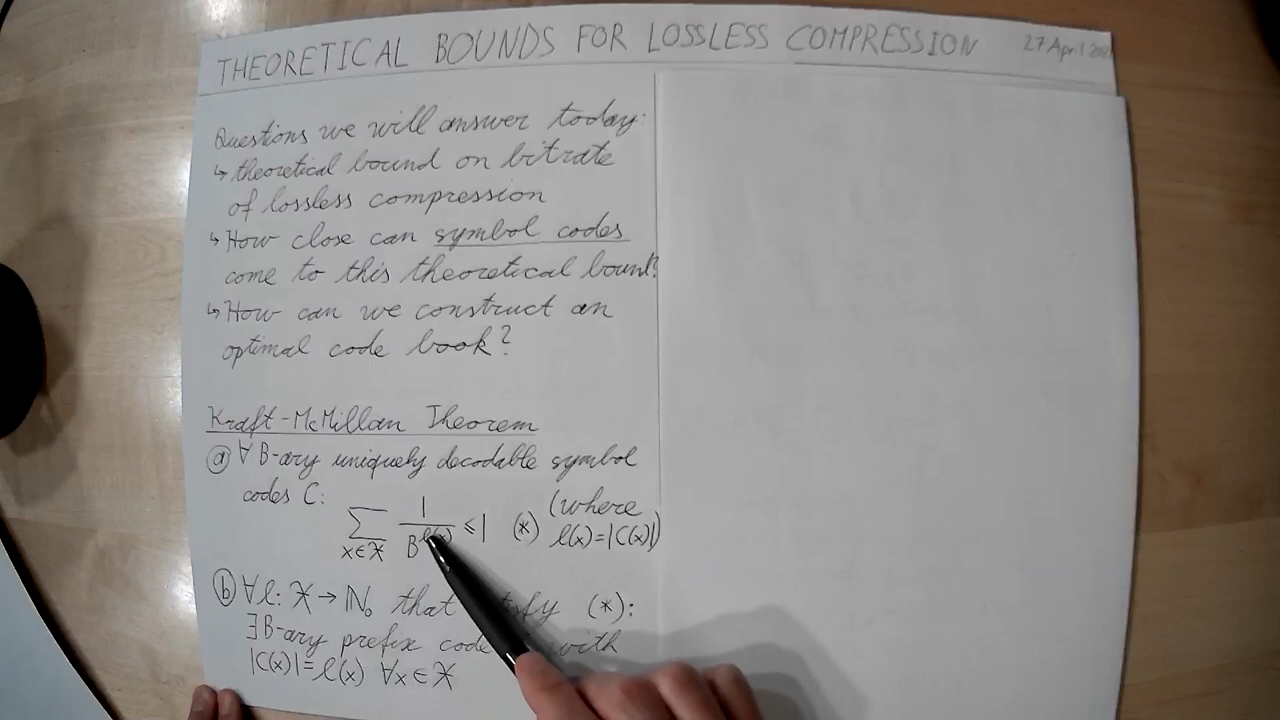 THEORETICAL BOUNDS FOR LOSSLESS COMPRESSION
27 April
Questions we will answer today:
↳ theoretical bound on bitrate
of lossless compression
↳ How close can symbol codes
come to this theoretical bound?
↳ How can we construct an
optimal code book?
Kraft-McMillan Theorem
ⓐ ∀ B-ary uniquely decodable symbol
codes C: ∑_{x∈𝒳} 1/B^{ℓ(x)} ≤ 1 (*) (where
ℓ(x)=|C(x)|)
ⓑ ∀ℓ: 𝒳 → ℕ₀ that (*):
∃ B-ary prefix code with
|C(x)| = ℓ(x) ∀x ∈ 𝒳